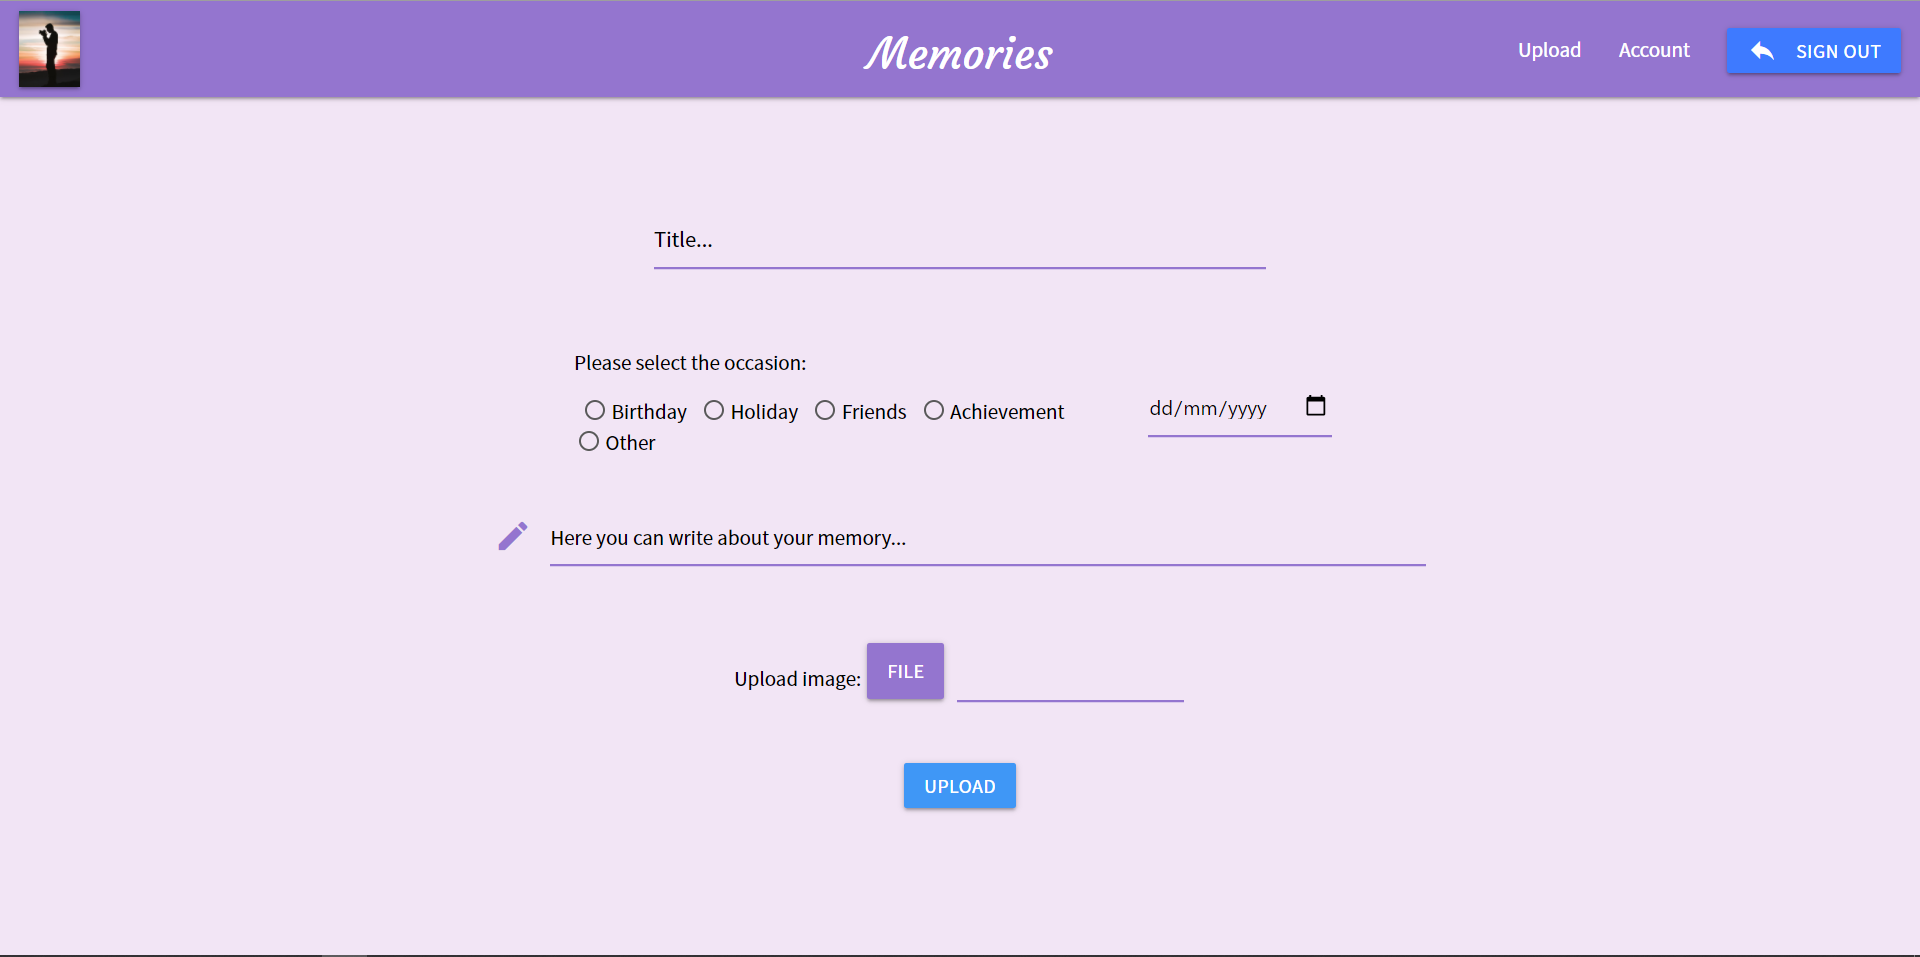 Memories
Upload
Account
SIGN OUT
Title...
Please select the occasion:
Birthday Holiday Friends Achievement
dd/mm/yyyy
Other
Here you can write about your memory...
Upload image: FILE
UPLOAD